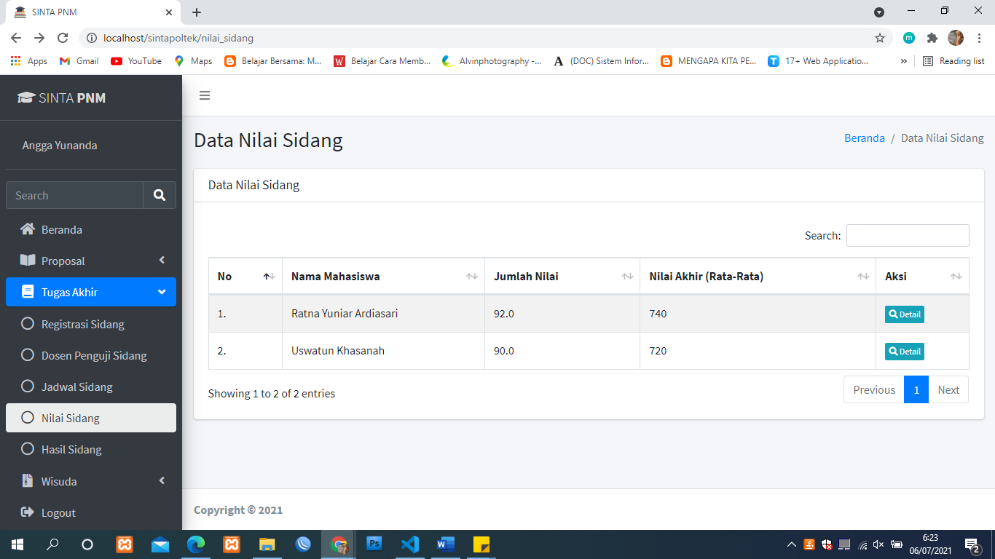 SINTA PNM
localhost/sintapoltek/nilai_sidang
Apps Gmail YouTube Maps Belajar Bersama: M... Belajar Cara Memb... Alvinphotography -... (DOC) Sistem Infor... MENGAPA KITA PE... 17+ Web Applicatio... » Reading list
SINTA PNM
Angga Yunanda
Search
Beranda
Proposal
Tugas Akhir
Registrasi Sidang
Dosen Penguji Sidang
Jadwal Sidang
Nilai Sidang
Hasil Sidang
Wisuda
Logout
Data Nilai Sidang
Beranda / Data Nilai Sidang
Data Nilai Sidang
Search:
No Nama Mahasiswa Jumlah Nilai Nilai Akhir (Rata-Rata) Aksi
1. Ratna Yuniar Ardiasari 92.0 740 Detail
2. Uswatun Khasanah 90.0 720 Detail
Showing 1 to 2 of 2 entries
Previous 1 Next
Copyright © 2021
6:23
06/07/2021
2